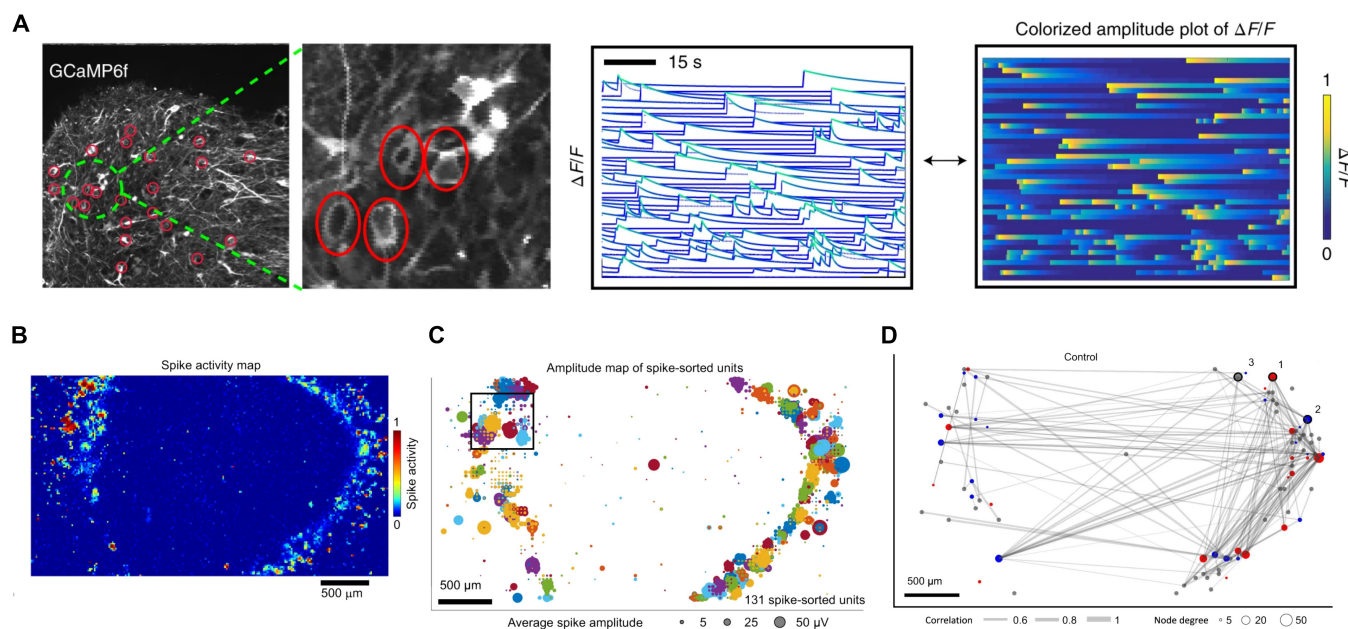 A
GCaMP6f
15 s
ΔF/F
Colorized amplitude plot of ΔF/F
1
0
ΔF/F
B
Spike activity map
1
0
Spike activity
500 µm
C
Amplitude map of spike-sorted units
500 µm
131 spike-sorted units
Average spike amplitude
5
25
50 µV
D
Control
3
1
2
500 µm
Correlation
0.6
0.8
1
Node degree
5
20
50